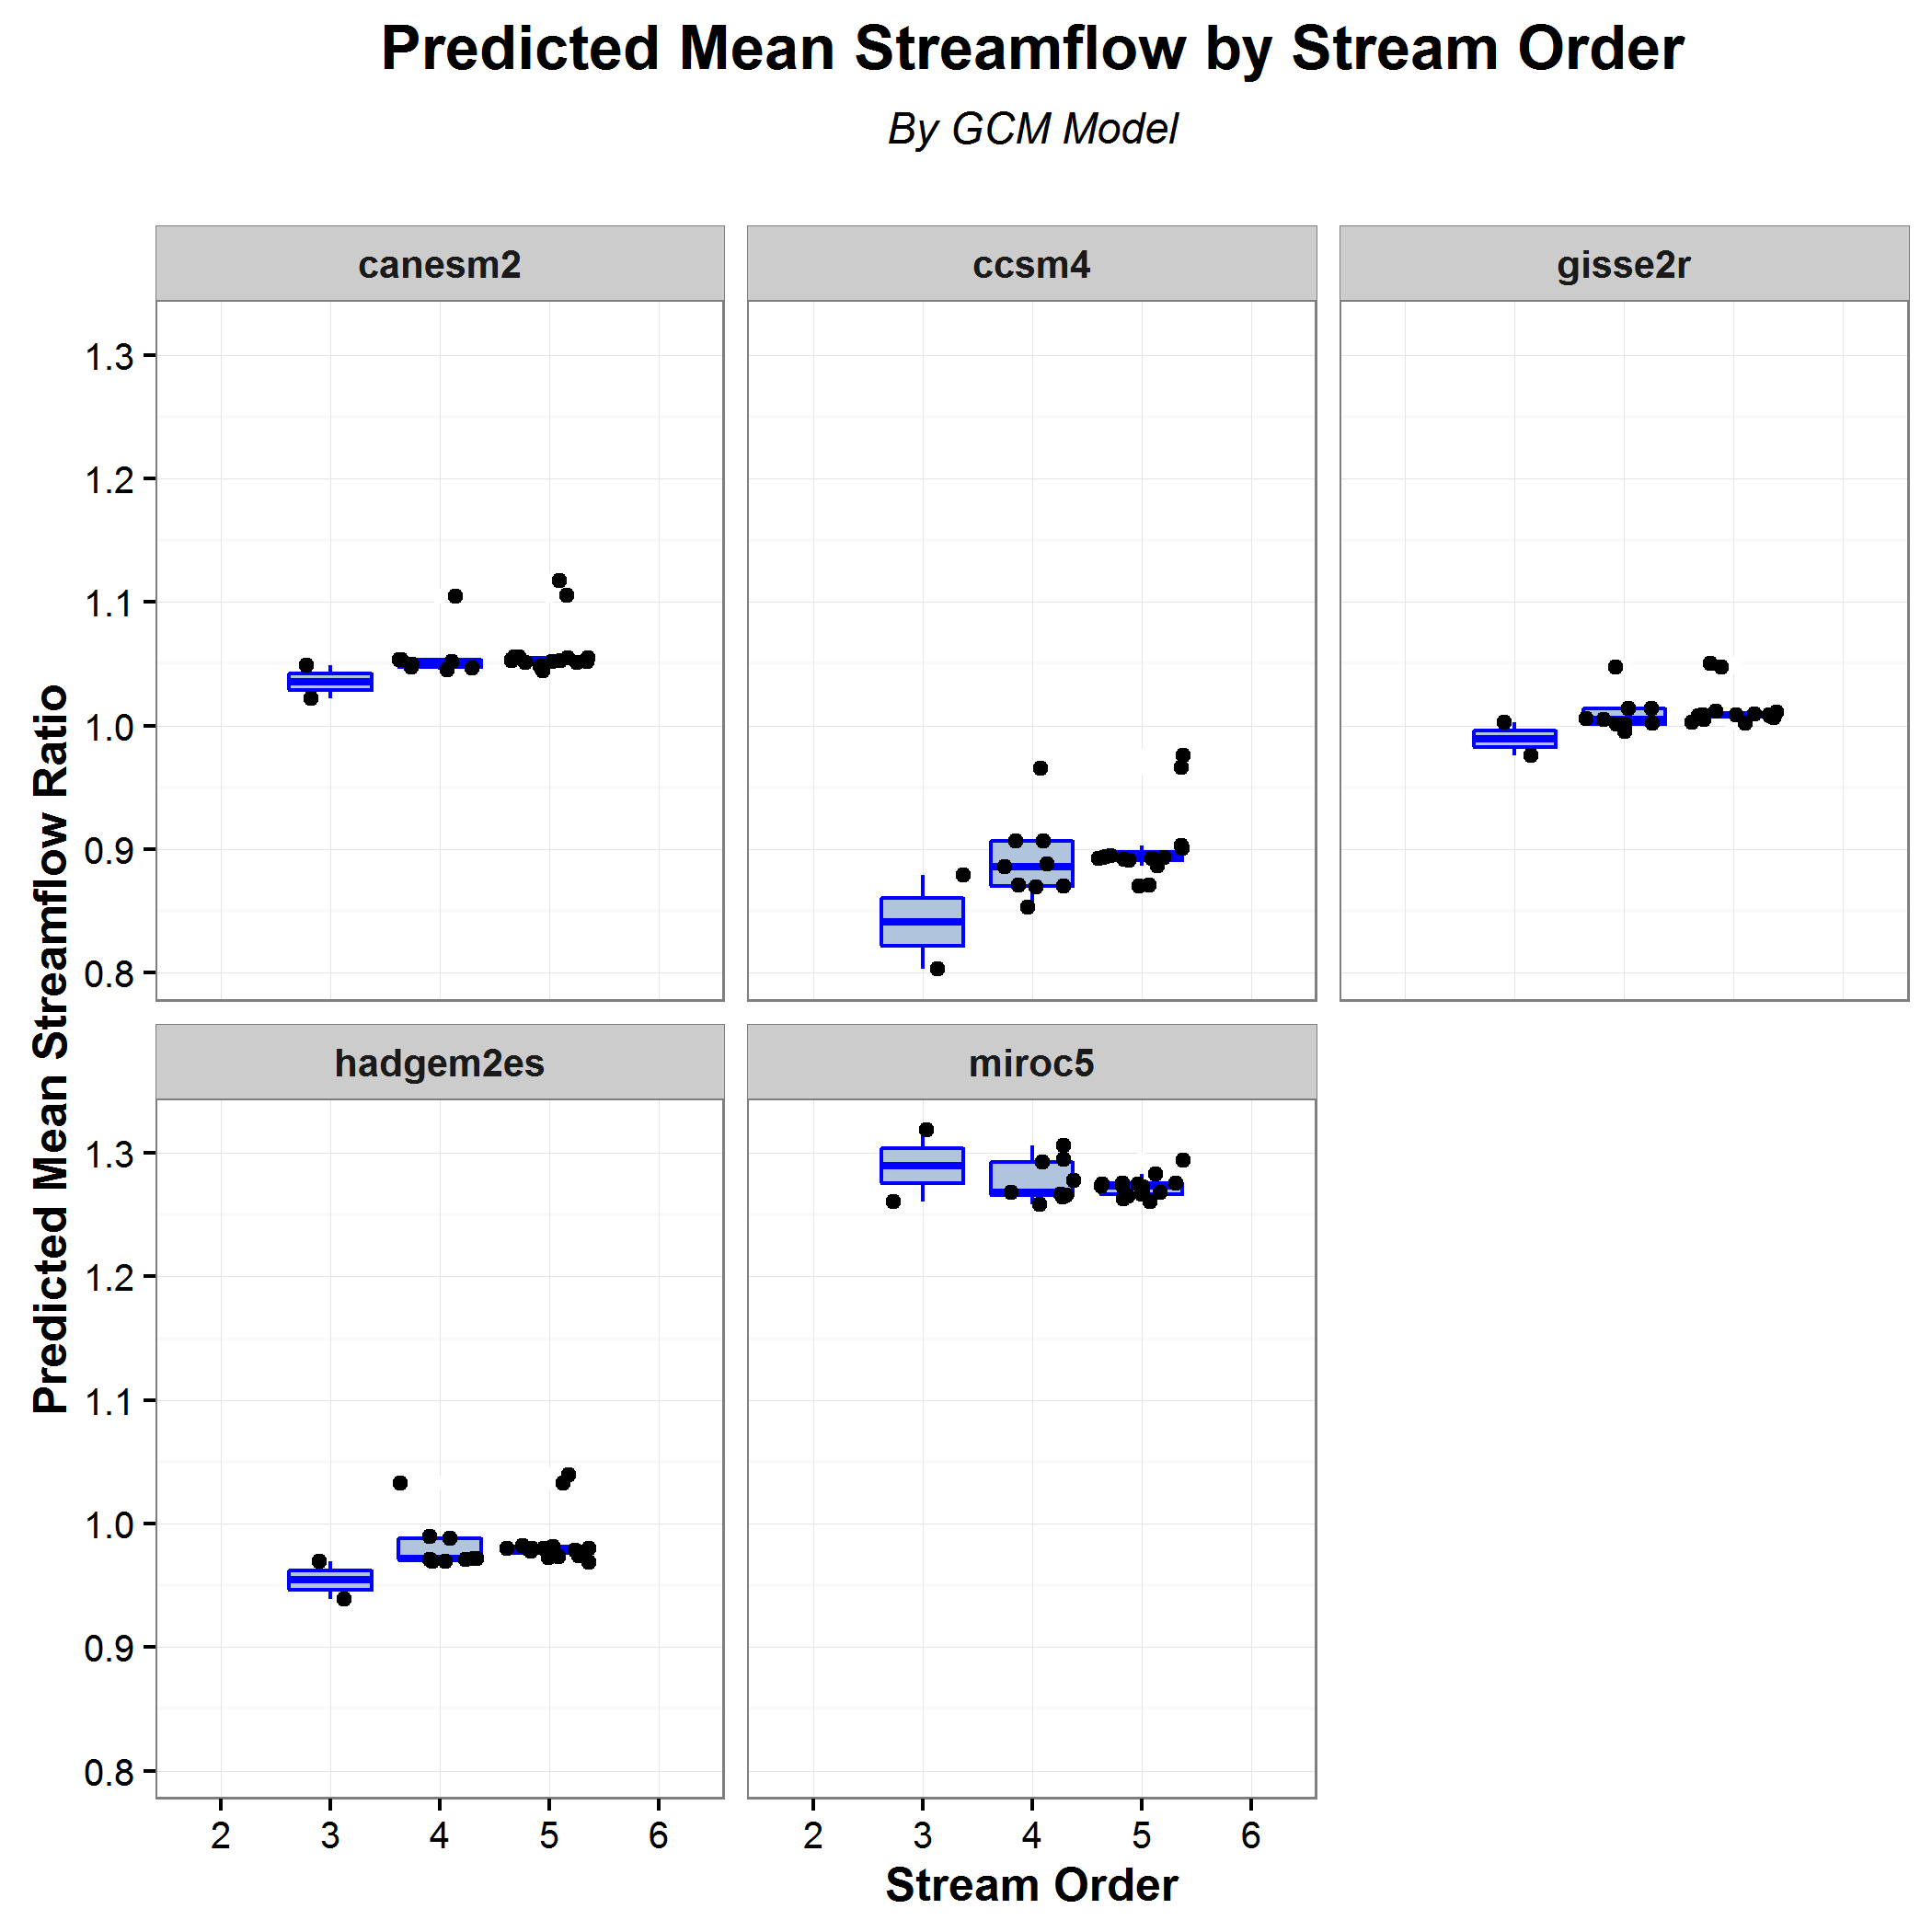 Predicted Mean Streamflow by Stream Order
By GCM Model
canesm2
ccsm4
gisse2r
1.3
1.2
1.1
1.0
0.9
0.8
Predicted Mean Streamflow Ratio
hadgem2es
miroc5
1.3
1.2
1.1
1.0
0.9
0.8
2 3 4 5 6
2 3 4 5 6
Stream Order